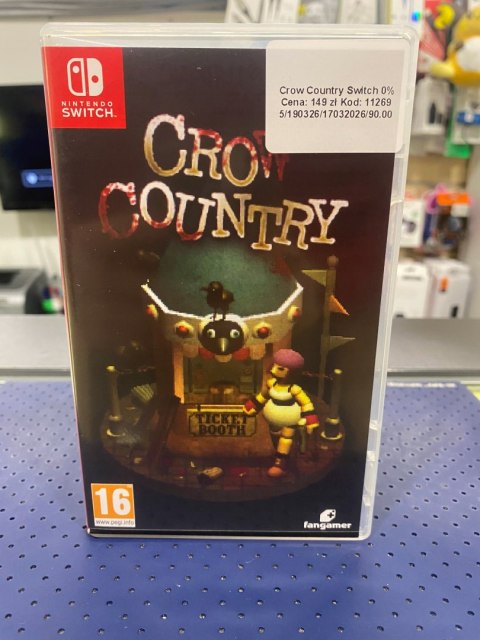 NINTENDO
SWITCH™
Crow Country Switch 0%
Cena: 149 zł Kod: 11269
5/190326/17032026/90.00
CROW
COUNTRY
TICKET
BOOTH
16
www.pegi.info
fangamer